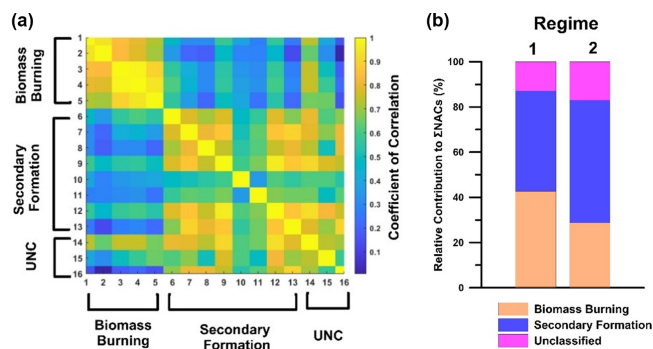 (a)
1
2
3
4
5
6
7
8
9
10
11
12
13
14
15
16
Biomass
Burning
Secondary
Formation
UNC
1 2 3 4 5 6 7 8 9 10 11 12 13 14 15 16
Biomass
Burning
Secondary
Formation
UNC
1
0.9
0.8
0.7
0.6
0.5
0.4
0.3
0.2
0.1
Coefficient of Correlation
(b)
Regime
1 2
100
80
60
40
20
0
Relative Contribution to ΣNACs (%)
Biomass Burning
Secondary Formation
Unclassified